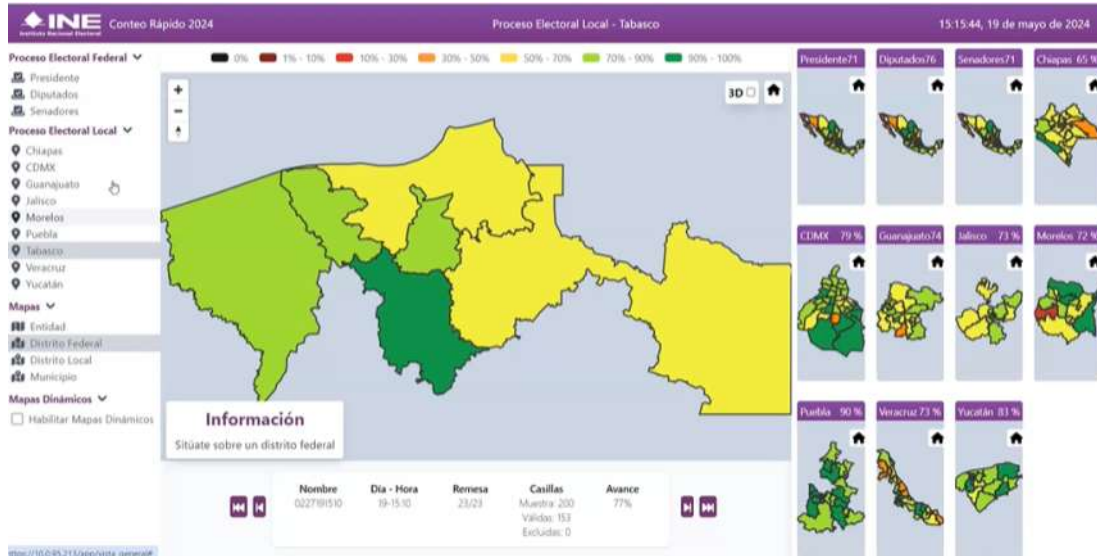 INE
Instituto Nacional Electoral
Conteo Rápido 2024
Proceso Electoral Local - Tabasco
15:15:44, 19 de mayo de 2024
Proceso Electoral Federal
Presidente
Diputados
Senadores
Proceso Electoral Local
Chiapas
CDMX
Guanajuato
Jalisco
Morelos
Puebla
Tabasco
Veracruz
Yucatán
Mapas
Entidad
Distrito Federal
Distrito Local
Municipio
Mapas Dinámicos
Habilitar Mapas Dinámicos
0% 1% - 10% 10% - 30% 30% - 50% 50% - 70% 70% - 90% 90% - 100%
+
−
3D
Información
Sitúate sobre un distrito federal
Nombre Día - Hora Remesa Casillas Avance
0227191510 19-15:10 23/23 Muestra: 200 77%
Válidas: 153
Excluidas: 0
Presidente71 Diputados76 Senadores71 Chiapas 65 %
CDMX 79 % Guanajuato74 Jalisco 73 % Morelos 72 %
Puebla 90 % Veracruz 73 % Yucatán 83 %